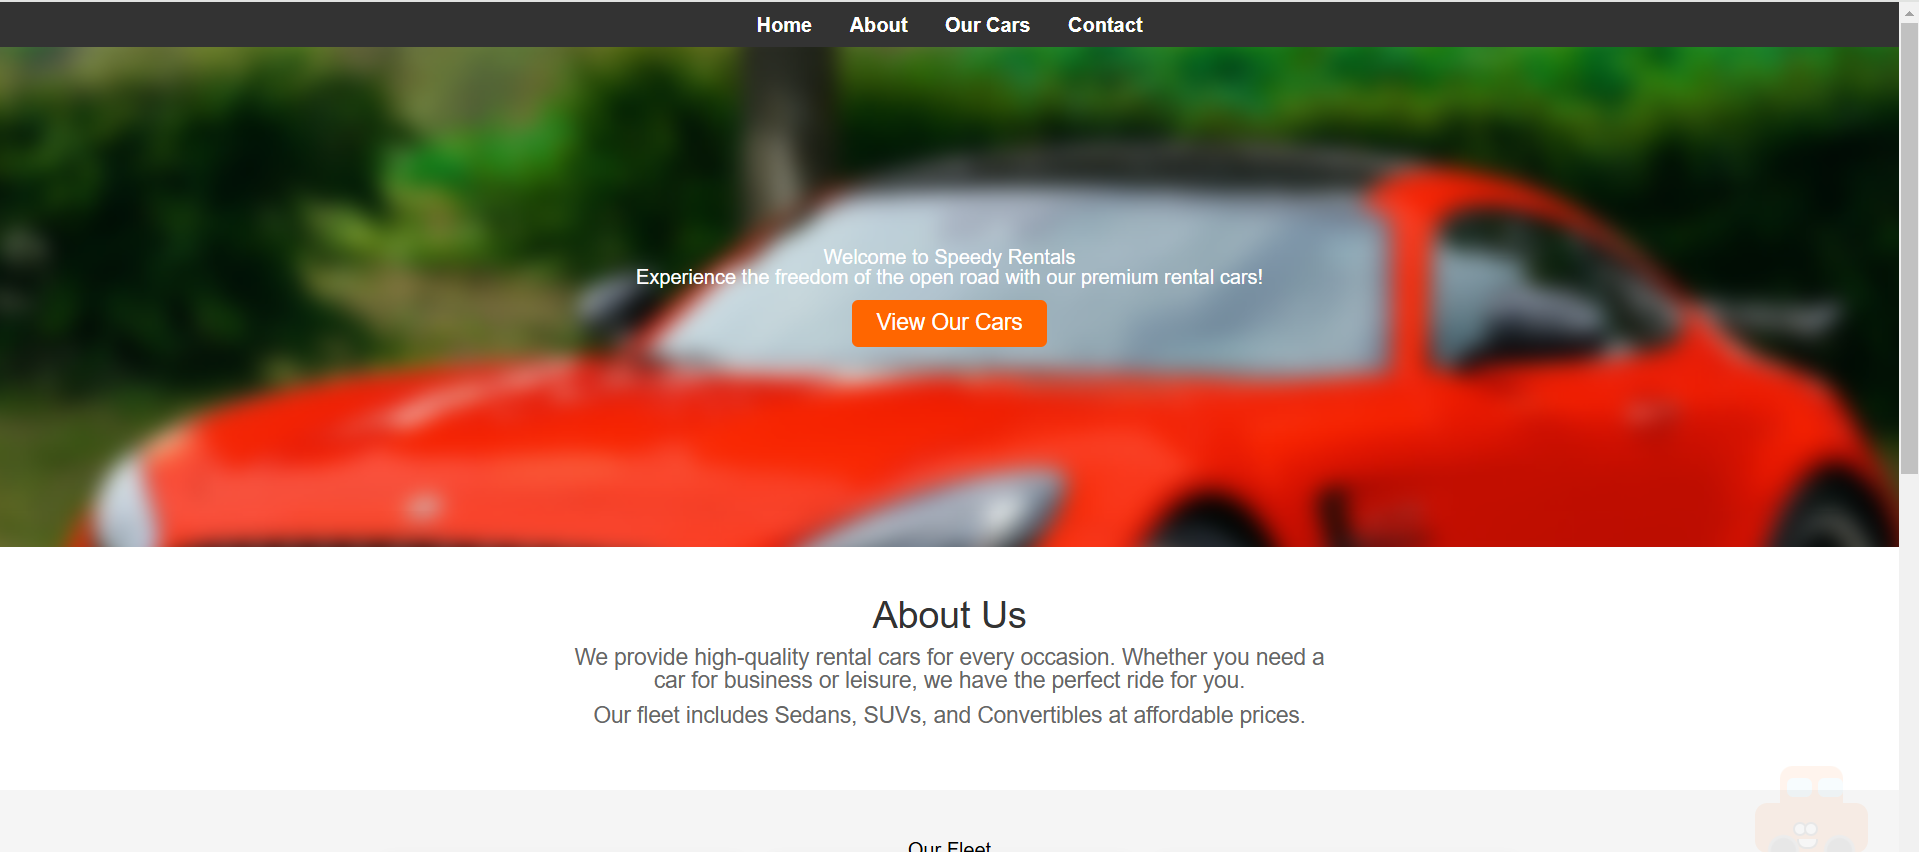 Home About Our Cars Contact
Welcome to Speedy Rentals
Experience the freedom of the open road with our premium rental cars!
View Our Cars
About Us
We provide high-quality rental cars for every occasion. Whether you need a
car for business or leisure, we have the perfect ride for you.
Our fleet includes Sedans, SUVs, and Convertibles at affordable prices.
Our Fleet